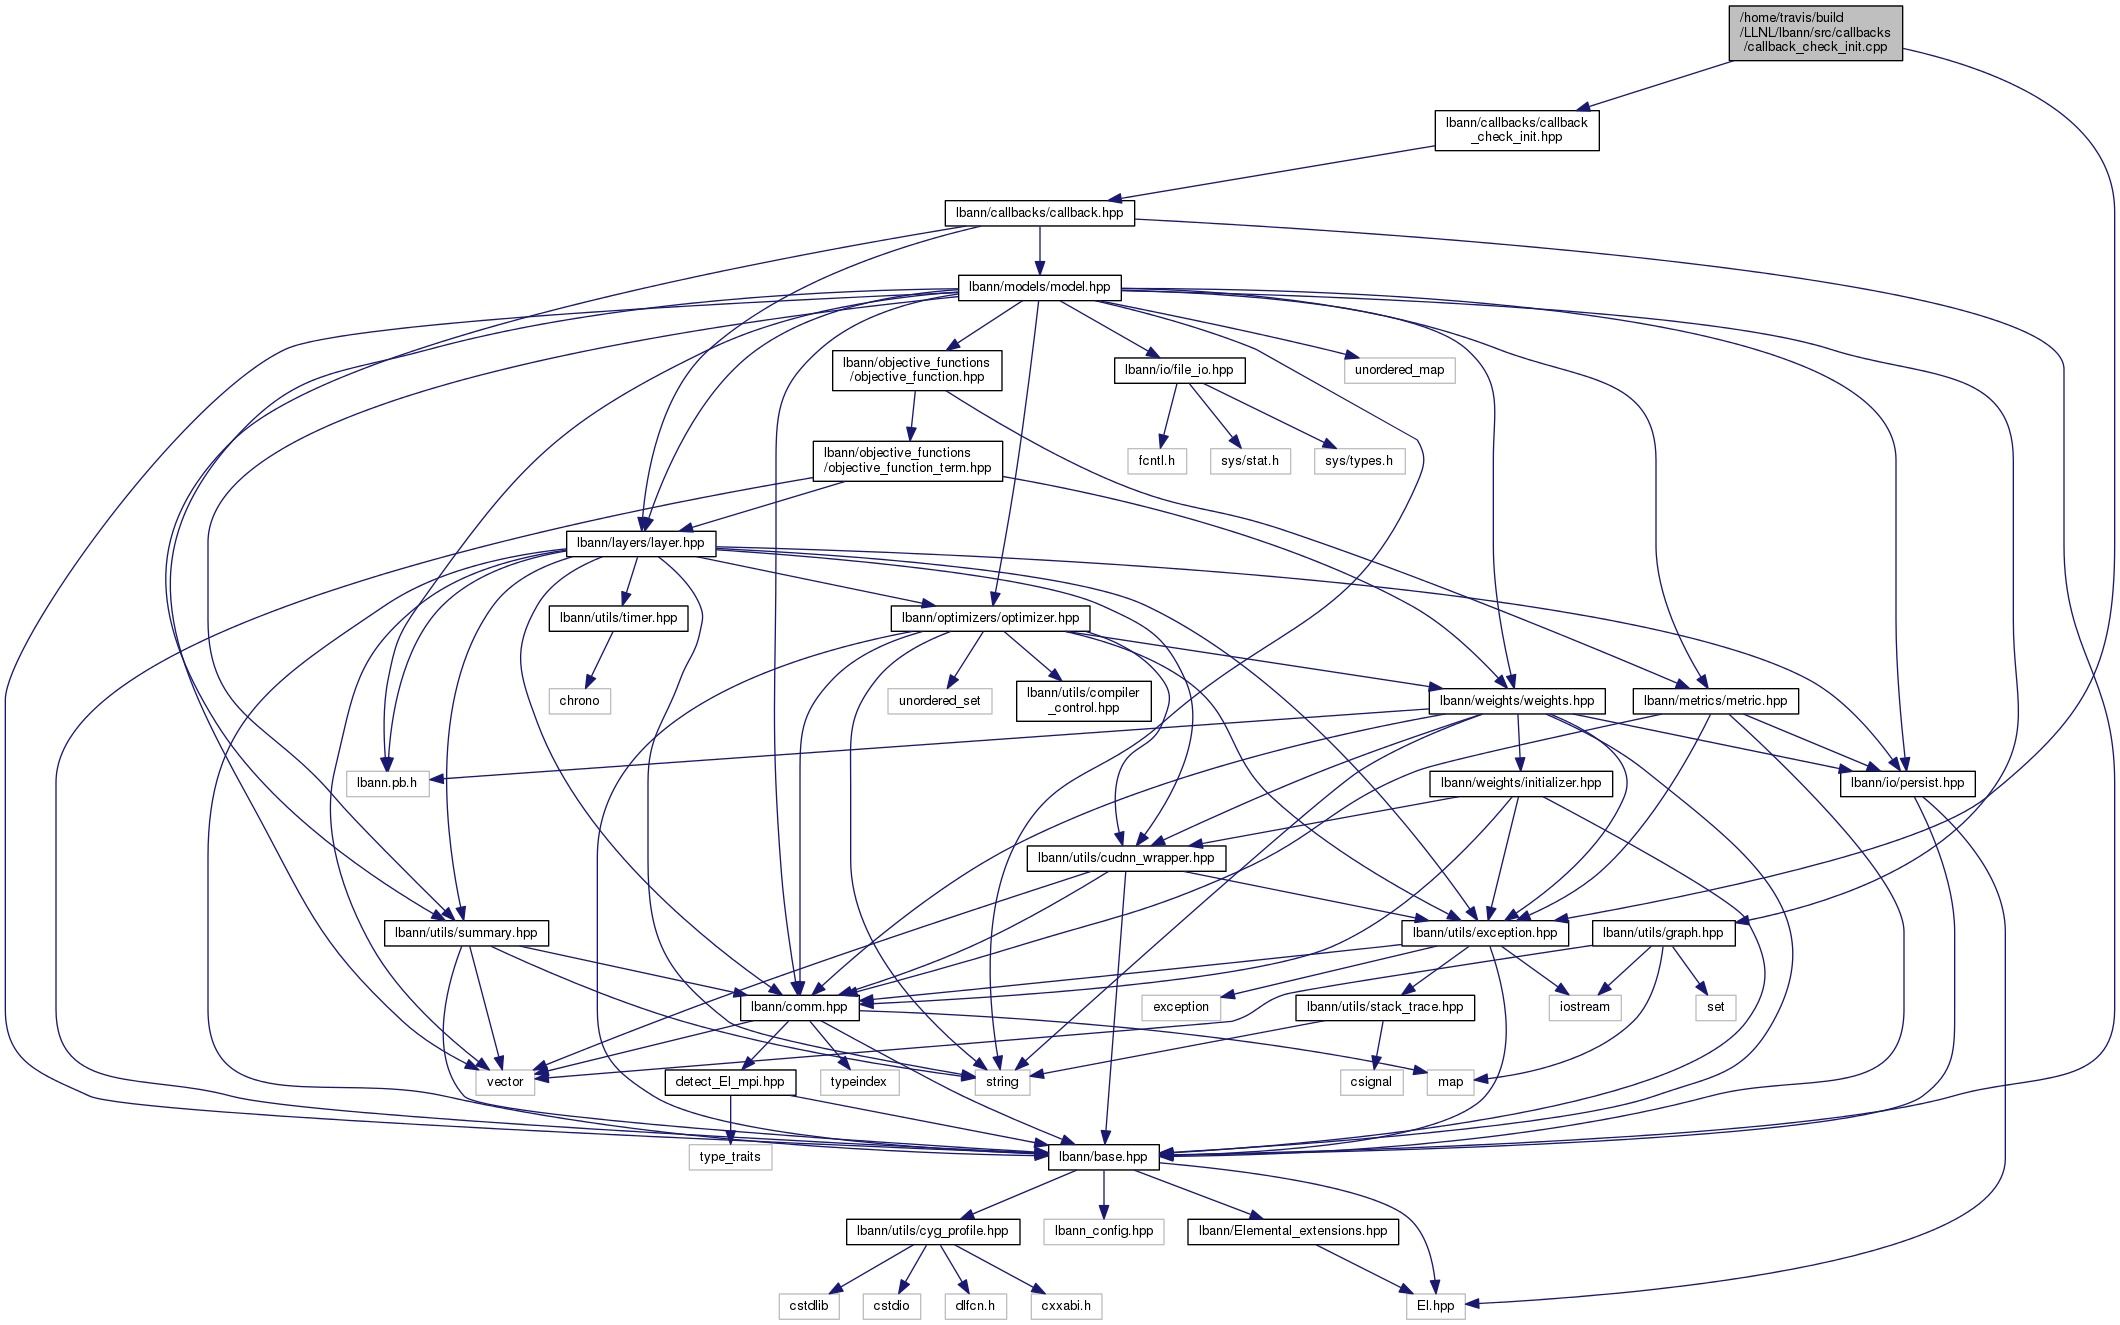 /home/travis/build
/LLNL/lbann/src/callbacks
/callback_check_init.cpp
lbann/callbacks/callback
_check_init.hpp
lbann/callbacks/callback.hpp
lbann/models/model.hpp
lbann/objective_functions
/objective_function.hpp
lbann/io/file_io.hpp
unordered_map
lbann/objective_functions
/objective_function_term.hpp
fcntl.h
sys/stat.h
sys/types.h
lbann/layers/layer.hpp
lbann/utils/timer.hpp
lbann/optimizers/optimizer.hpp
chrono
unordered_set
lbann/utils/compiler
_control.hpp
lbann/weights/weights.hpp
lbann/metrics/metric.hpp
lbann.pb.h
lbann/weights/initializer.hpp
lbann/io/persist.hpp
lbann/utils/cudnn_wrapper.hpp
lbann/utils/summary.hpp
lbann/utils/exception.hpp
lbann/utils/graph.hpp
lbann/comm.hpp
exception
lbann/utils/stack_trace.hpp
iostream
set
vector
detect_El_mpi.hpp
typeindex
string
csignal
map
type_traits
lbann/base.hpp
lbann/utils/cyg_profile.hpp
lbann_config.hpp
lbann/Elemental_extensions.hpp
cstdlib
cstdio
dlfcn.h
cxxabi.h
El.hpp